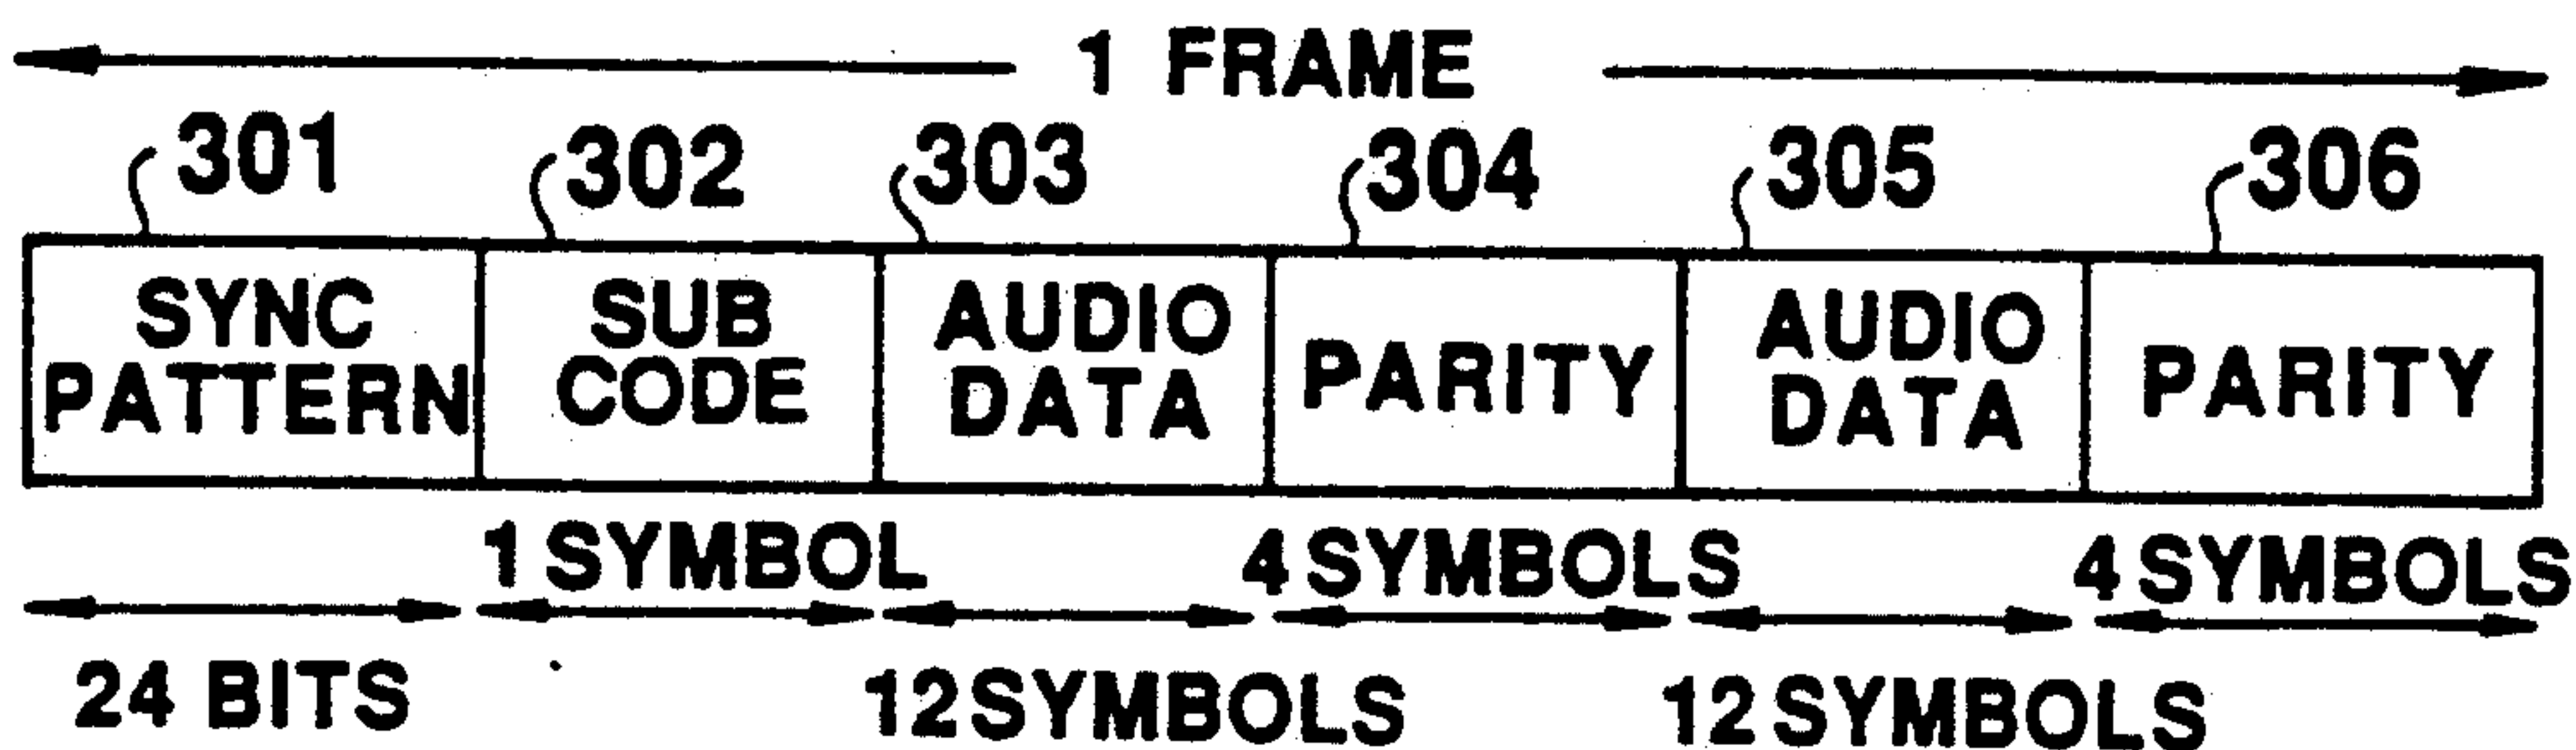 1 FRAME
301 302 303 304 305 306
SYNC PATTERN
SUB CODE
AUDIO DATA
PARITY
AUDIO DATA
PARITY
1 SYMBOL 4 SYMBOLS 4 SYMBOLS
24 BITS 12 SYMBOLS 12 SYMBOLS